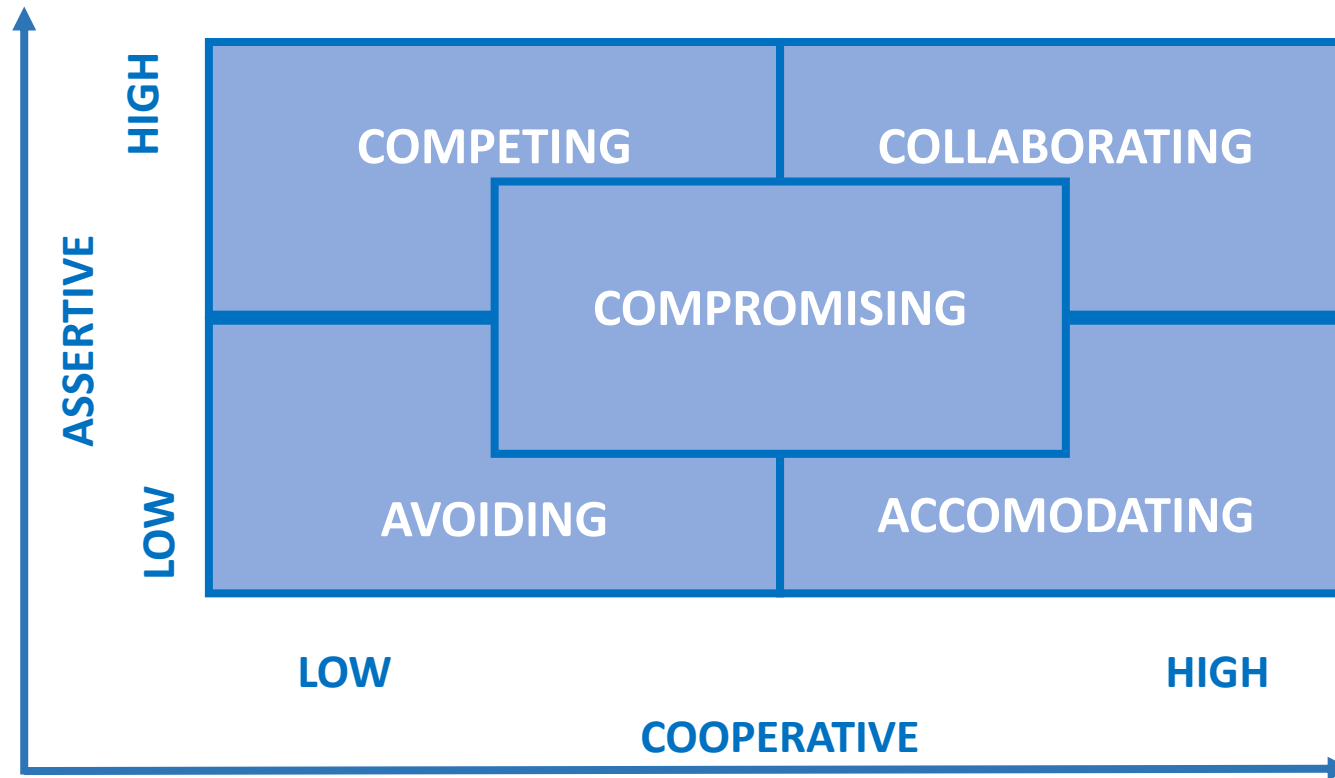 HIGH
COMPETING
COLLABORATING
ASSERTIVE
COMPROMISING
LOW
AVOIDING
ACCOMODATING
LOW
HIGH
COOPERATIVE